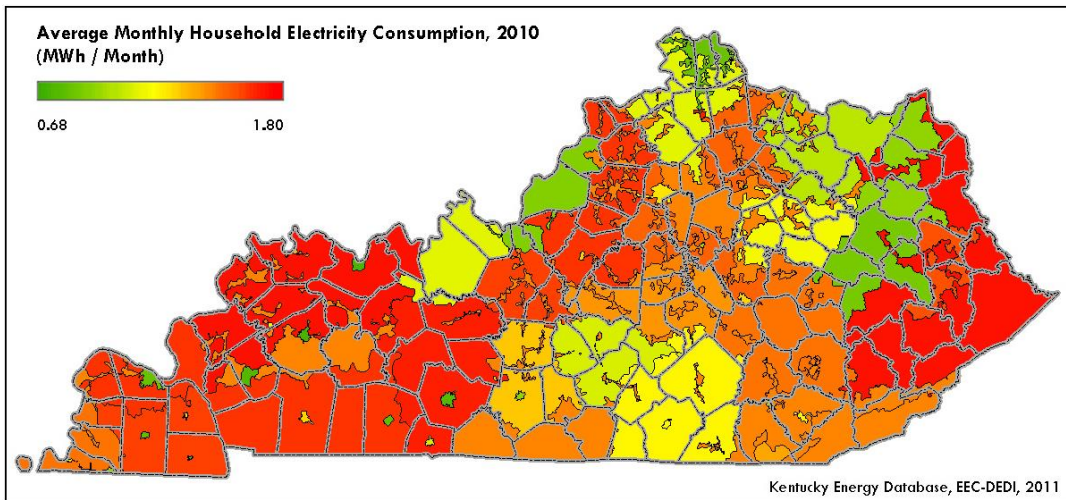 Average Monthly Household Electricity Consumption, 2010
(MWh / Month)
0.68 1.80
Kentucky Energy Database, EEC-DEDI, 2011